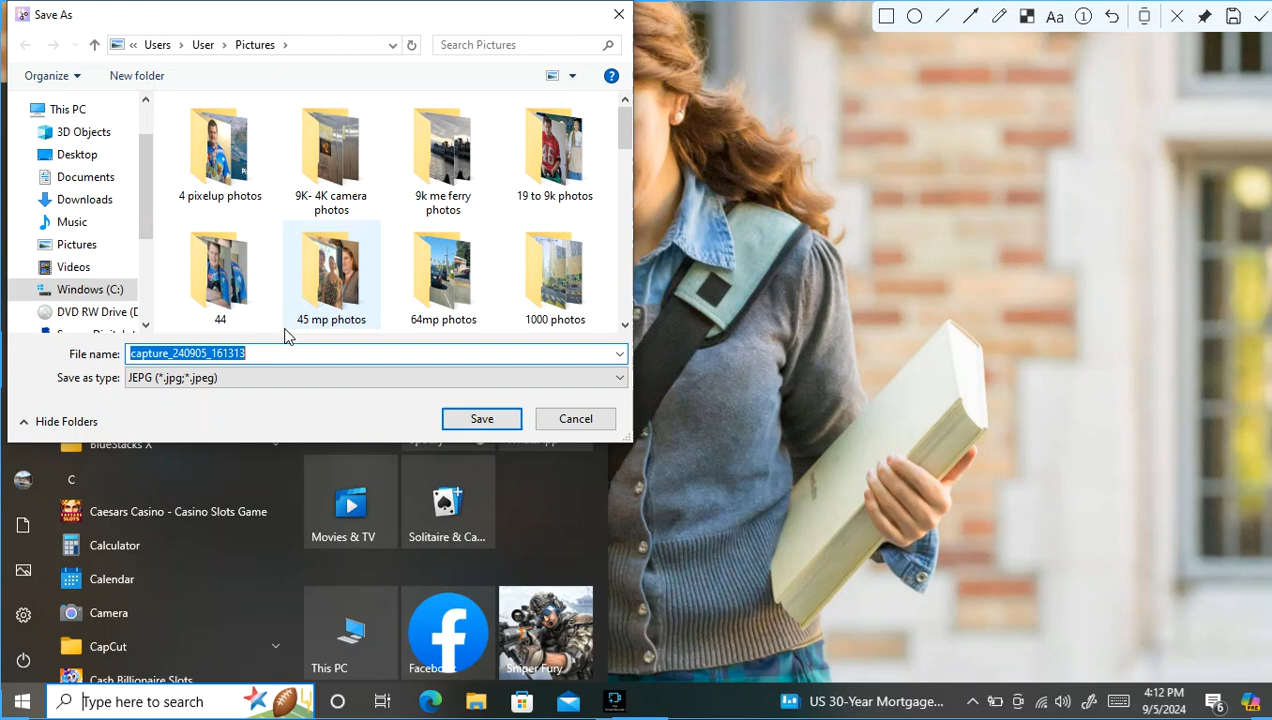 Save As
« Users › User › Pictures ›
Search Pictures
Organize
New folder
This PC
3D Objects
Desktop
Documents
Downloads
Music
Pictures
Videos
Windows (C:)
DVD RW Drive (D
4 pixelup photos
9K- 4K camera
photos
9k me ferry
photos
19 to 9k photos
44
45 mp photos
64mp photos
1000 photos
File name:
capture_240905_161313
Save as type:
JEPG (*.jpg;*.jpeg)
Hide Folders
Save
Cancel
Aa
1
BlueStacks X
C
Caesars Casino - Casino Slots Game
Calculator
Calendar
Camera
CapCut
Cash Billionaire Slots
Movies & TV
Solitaire & Ca...
This PC
Facebook
Sniper Fury
Type here to search
US 30-Year Mortgage...
4:12 PM
9/5/2024
6
PRE